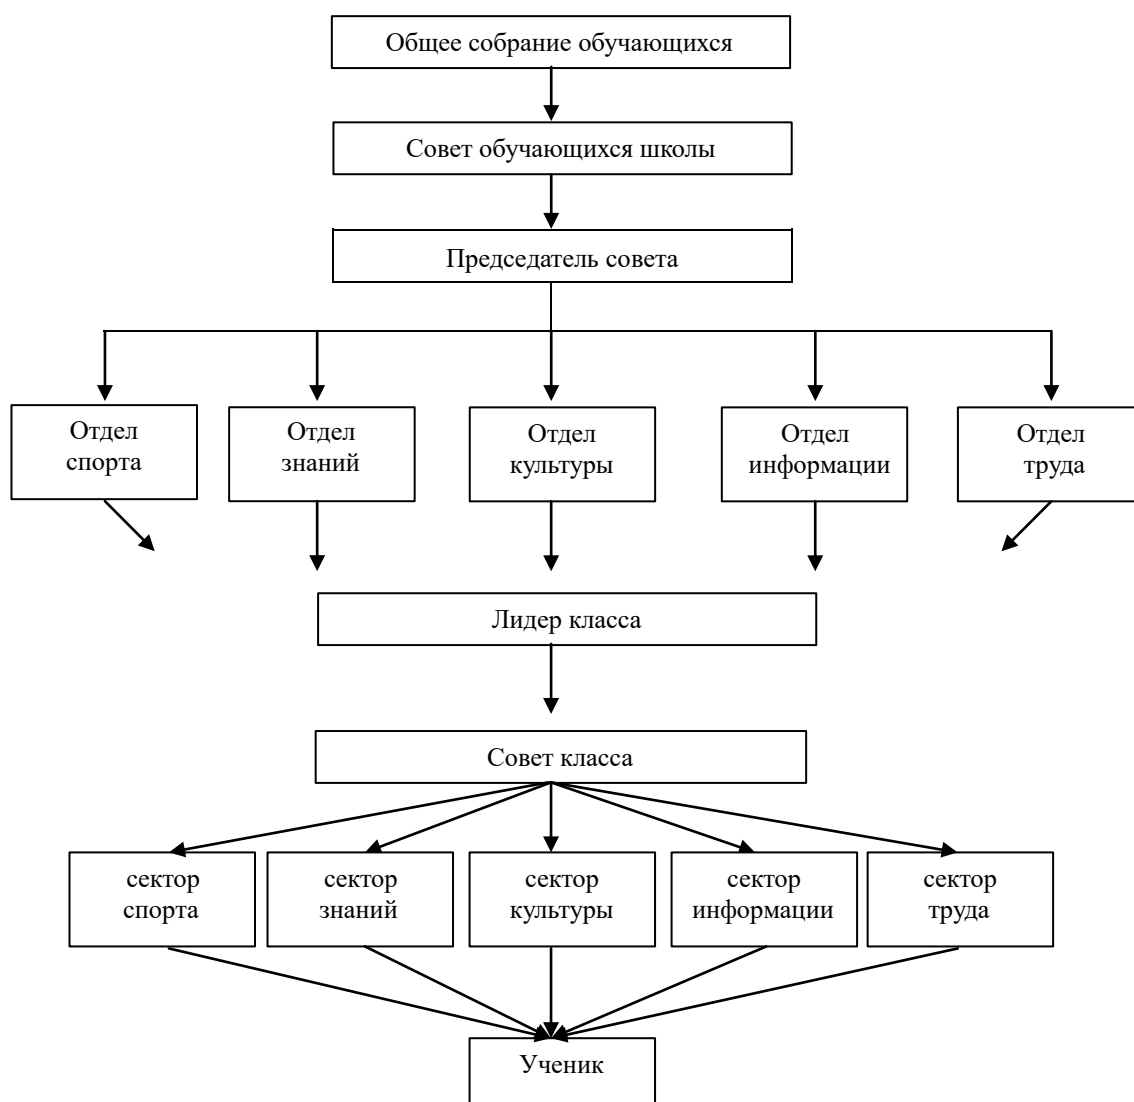 Общее собрание обучающихся
Совет обучающихся школы
Председатель совета
Отдел
спорта
Отдел
знаний
Отдел
культуры
Отдел
информации
Отдел
труда
Лидер класса
Совет класса
сектор
спорта
сектор
знаний
сектор
культуры
сектор
информации
сектор
труда
Ученик